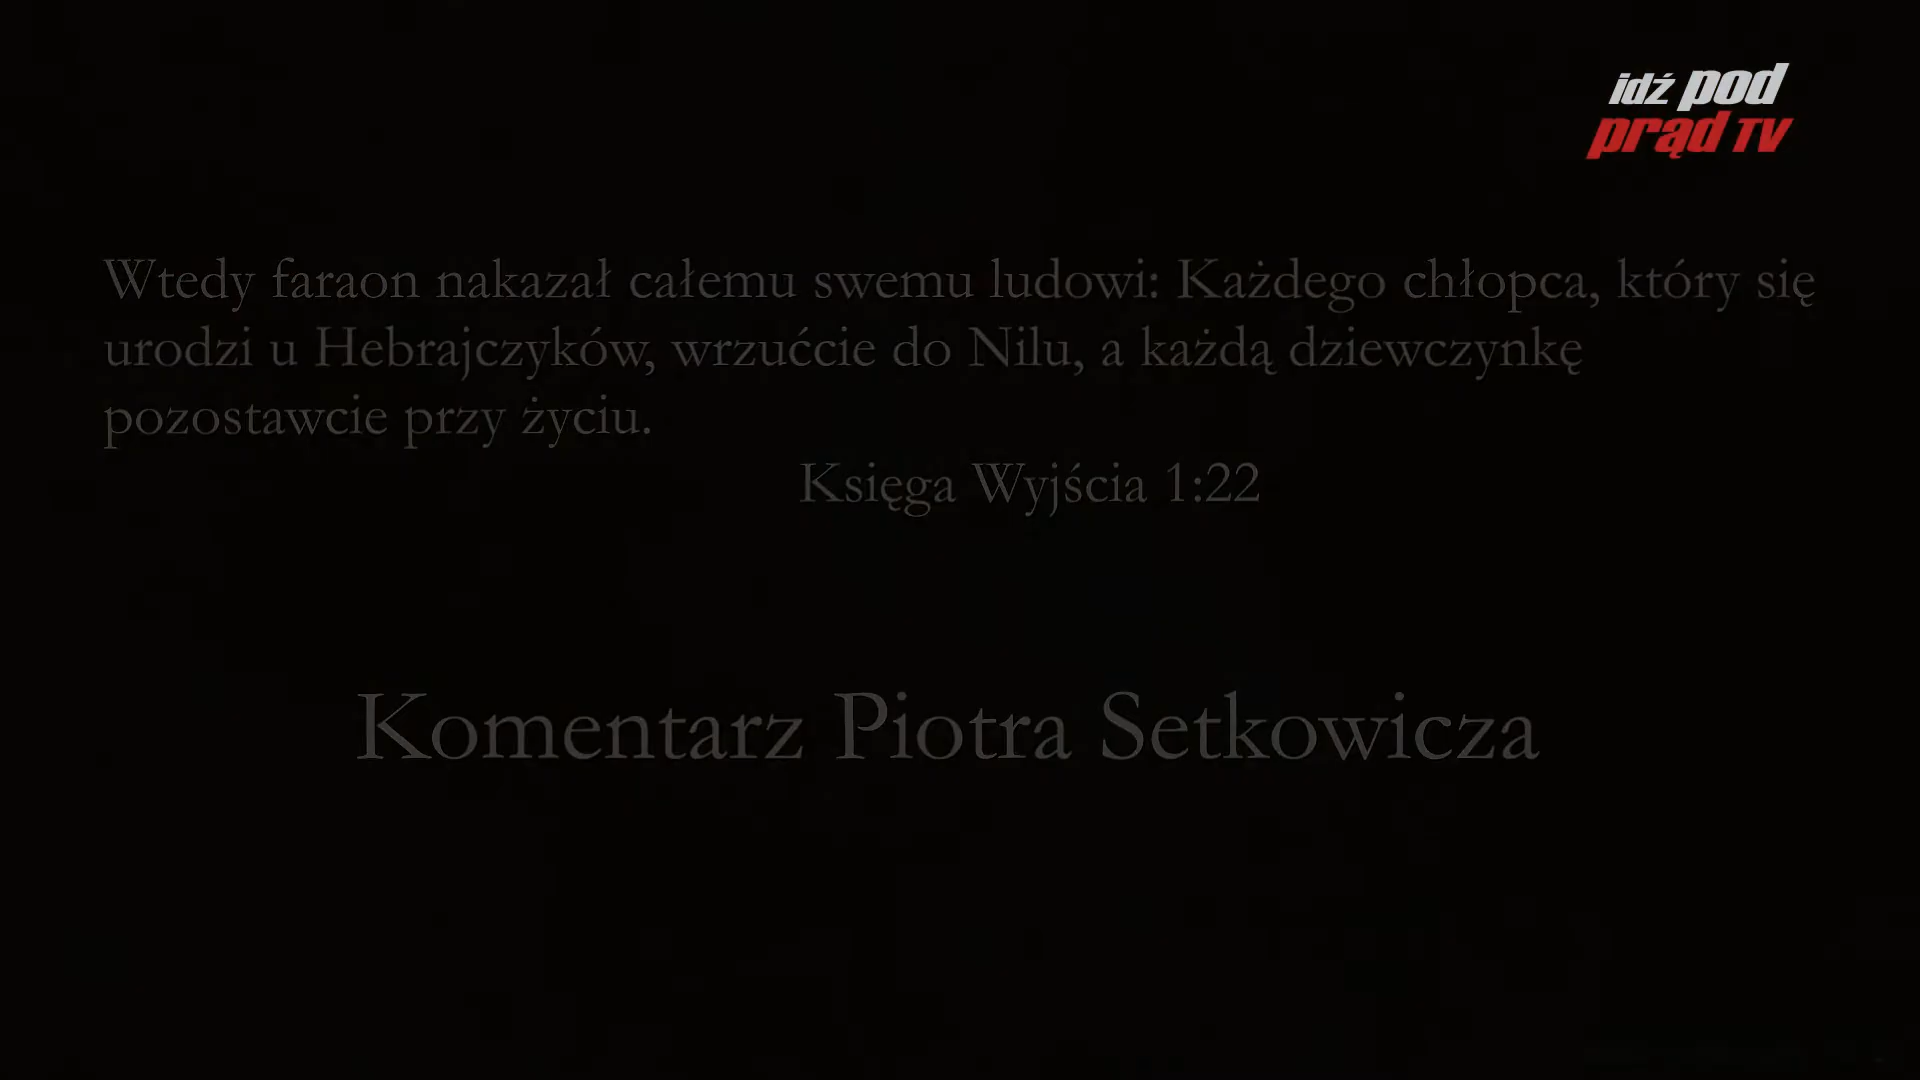 idź pod
prąd TV
Wtedy faraon nakazał całemu swemu ludowi: Każdego chłopca, który się
urodzi u Hebrajczyków, wrzućcie do Nilu, a każdą dziewczynkę
pozostawcie przy życiu.
Księga Wyjścia 1:22
Komentarz Piotra Setkowicza